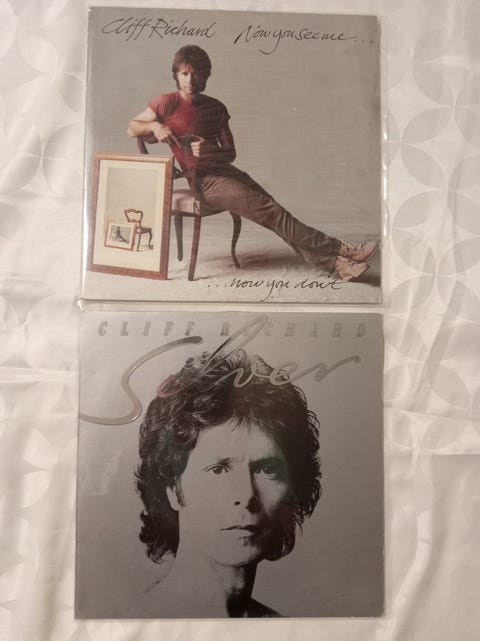 Cliff Richard Now you see me...
...now you don't
CLIFF RICHARD
Silver